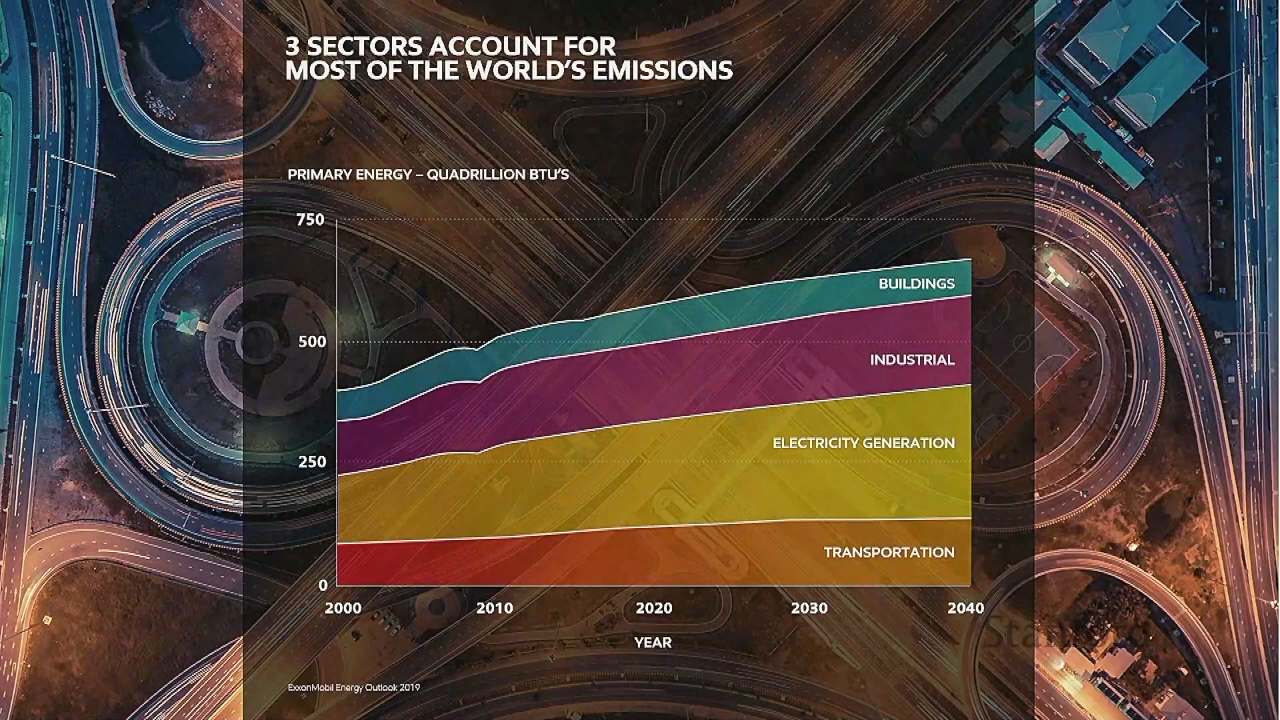 3 SECTORS ACCOUNT FOR
MOST OF THE WORLD'S EMISSIONS
PRIMARY ENERGY – QUADRILLION BTU'S
750
500
250
0
BUILDINGS
INDUSTRIAL
ELECTRICITY GENERATION
TRANSPORTATION
2000 2010 2020 2030 2040
YEAR
ExxonMobil Energy Outlook 2019